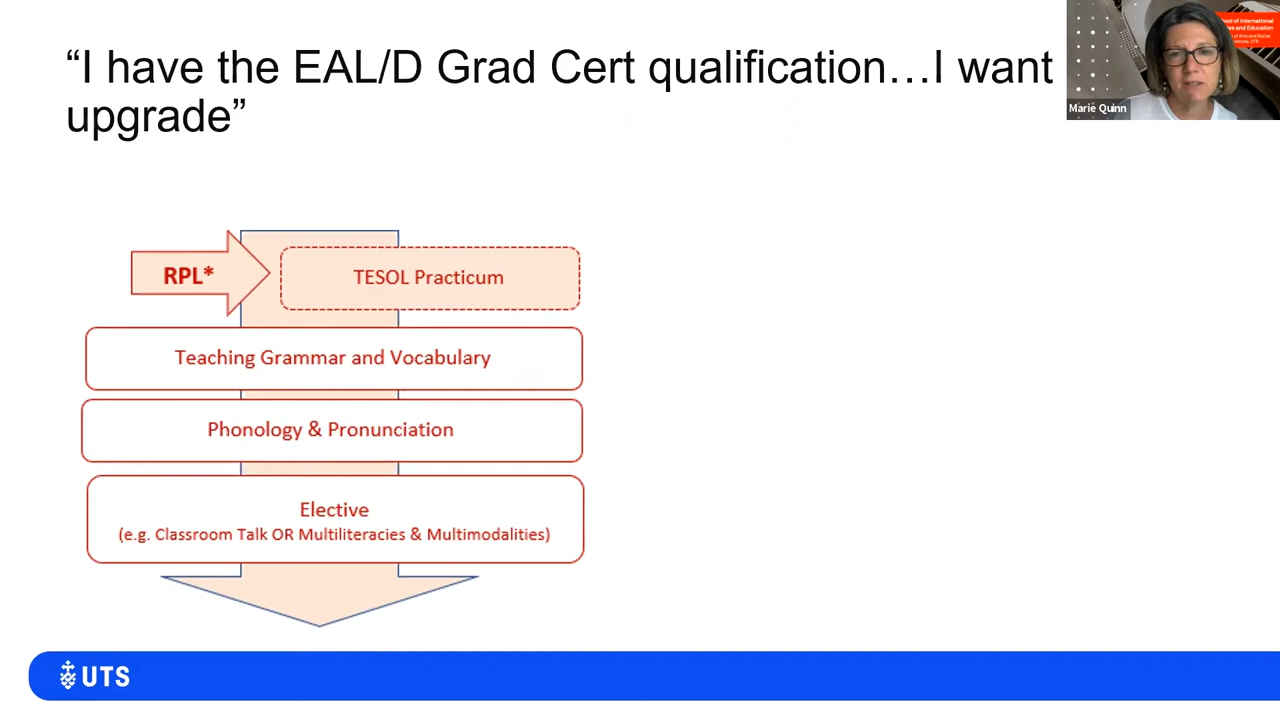 “I have the EAL/D Grad Cert qualification…I want
upgrade”
Marie Quinn
RPL*
TESOL Practicum
Teaching Grammar and Vocabulary
Phonology & Pronunciation
Elective
(e.g. Classroom Talk OR Multiliteracies & Multimodalities)
UTS